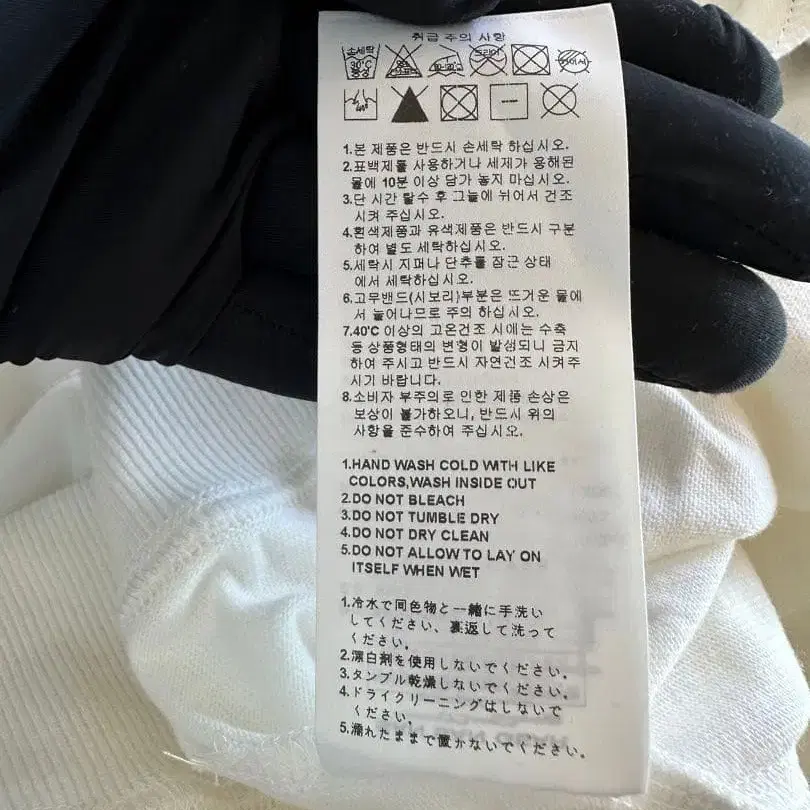 취급 주의 사항
손세탁
30℃
중성
드라이
1.본 제품은 반드시 손세탁 하십시오.
2.표백제를 사용하거나 세제가 용해된
물에 10분 이상 담가 놓지 마십시오.
3.단 시간 탈수 후 그늘에 뉘어서 건조
시켜 주십시오.
4.흰색제품과 유색제품은 반드시 구분
하여 별도 세탁하십시오.
5.세탁시 지퍼나 단추를 잠근 상태
에서 세탁하십시오.
6.고무밴드(시보리)부분은 뜨거운 물에
서 늘어나므로 주의 하십시오.
7.40℃ 이상의 고온건조 시에는 수축
등 상품형태의 변형이 발생되니 금지
하여 주시고 반드시 자연건조 시켜주
시기 바랍니다.
8.소비자 부주의로 인한 제품 손상은
보상이 불가하오니, 반드시 위의
사항을 준수하여 주십시오.
1.HAND WASH COLD WITH LIKE
COLORS,WASH INSIDE OUT
2.DO NOT BLEACH
3.DO NOT TUMBLE DRY
4.DO NOT DRY CLEAN
5.DO NOT ALLOW TO LAY ON
ITSELF WHEN WET
1.冷水で同色物と一緒に手洗い
してください、裏返して洗って
ください。
2.漂白剤を使用しないでください。
3.タンブル乾燥しないでください。
4.ドライクリーニングはしないで
ください。
5.濡れたままで置かないでください。